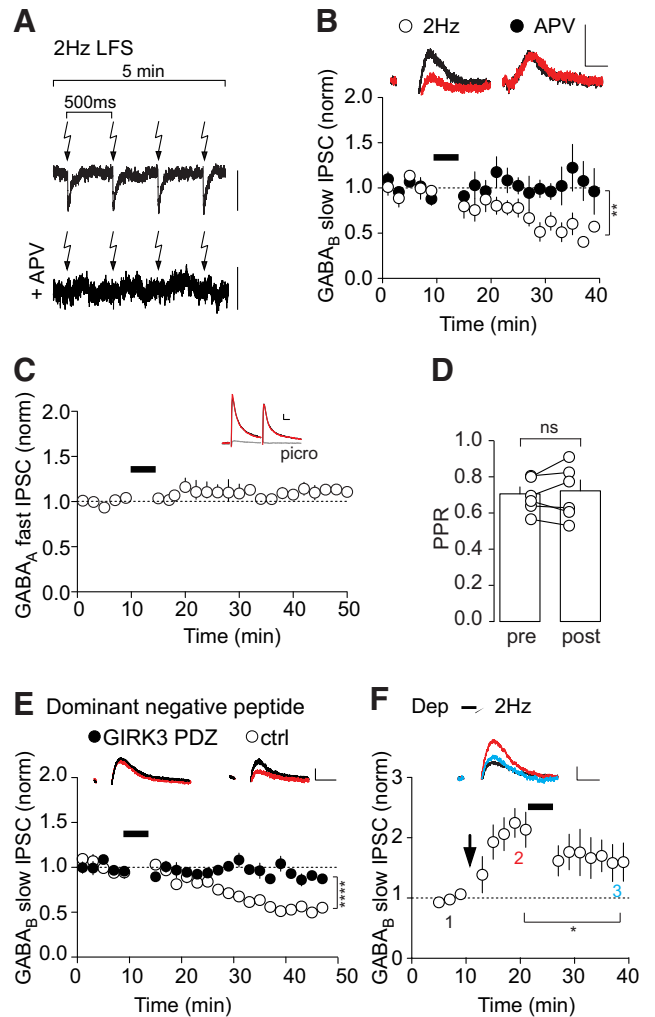 A
2Hz LFS
5 min
500ms
+ APV
B
2Hz
APV
GABAB slow IPSC (norm)
2.0
1.5
1.0
0.5
0.0
**
0
10
20
30
40
Time (min)
C
GABAA fast IPSC (norm)
2.0
1.5
1.0
0.5
0.0
picro
0
10
20
30
40
50
Time (min)
D
ns
PPR
1.0
0.8
0.6
0.4
0.2
0.0
pre
post
E
Dominant negative peptide
GIRK3 PDZ
ctrl
GABAB slow IPSC (norm)
2.0
1.5
1.0
0.5
0.0
****
0
10
20
30
40
50
Time (min)
F
Dep
2Hz
GABAB slow IPSC (norm)
3
2
1
0
1
2
3
*
0
10
20
30
40
Time (min)